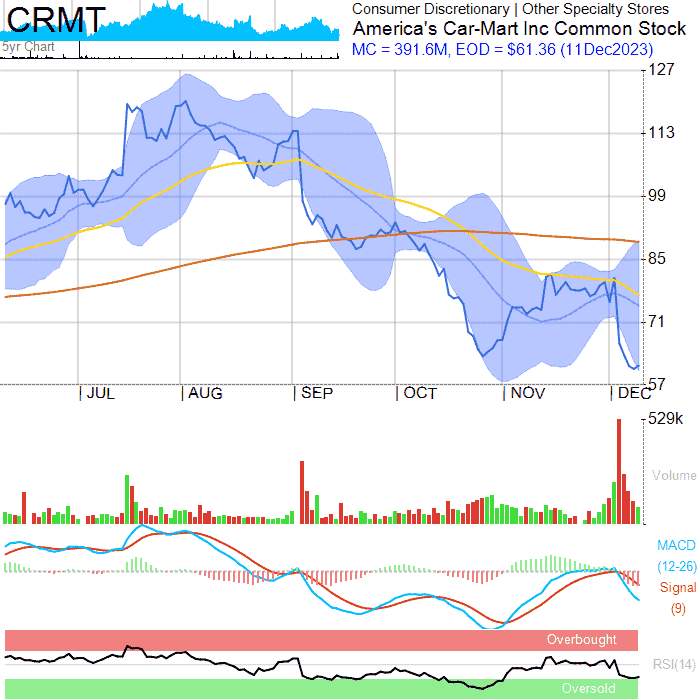 CRMT
5yr Chart
Consumer Discretionary | Other Specialty Stores
America's Car-Mart Inc Common Stock
MC = 391.6M, EOD = $61.36 (11Dec2023)
127
113
99
85
71
57
JUL AUG SEP OCT NOV DEC
529k
Volume
MACD
(12-26)
Signal
(9)
Overbought
RSI(14)
Oversold